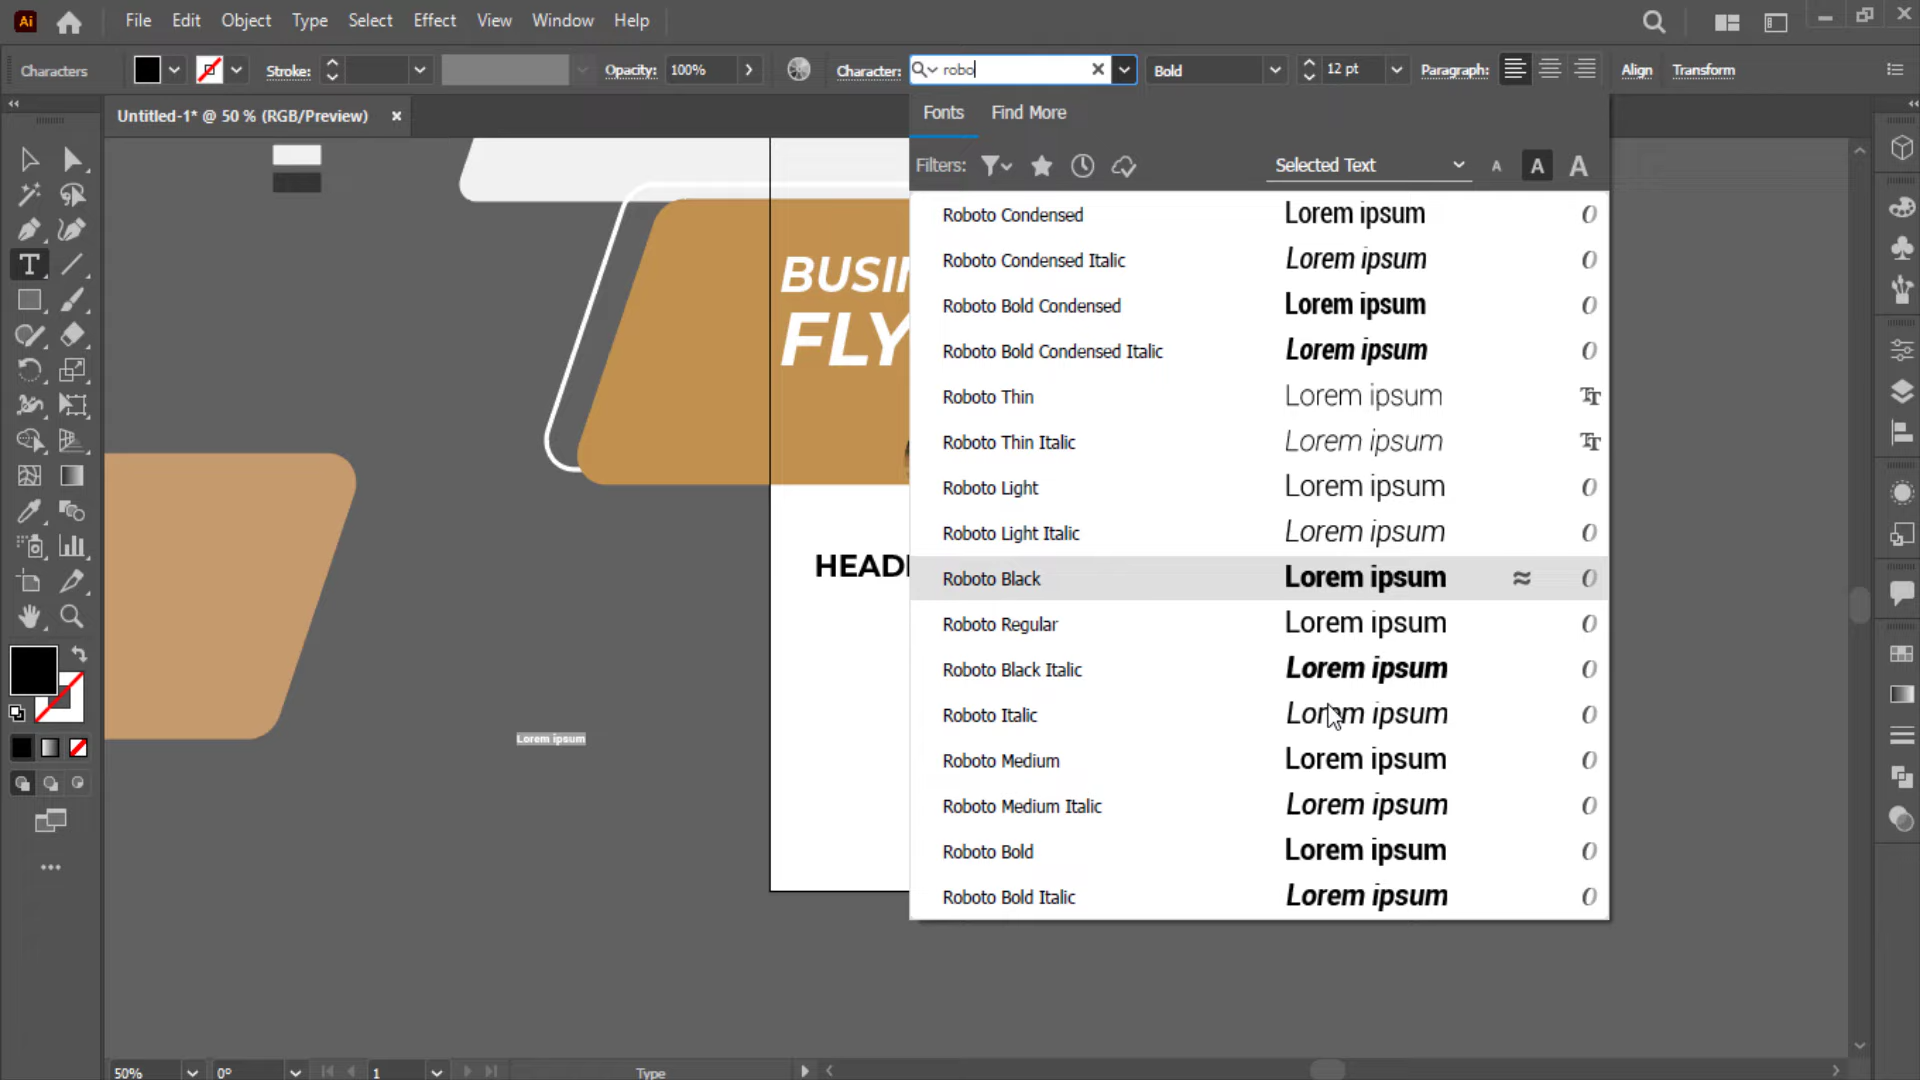 Ai File Edit Object Type Select Effect View Window Help
Characters Stroke: Opacity: 100% Character: robo Bold 12 pt Paragraph: Align Transform
Untitled-1* @ 50 % (RGB/Preview) ×
Fonts Find More
Filters: Selected Text A A A
Roboto Condensed Lorem ipsum
Roboto Condensed Italic Lorem ipsum
Roboto Bold Condensed Lorem ipsum
Roboto Bold Condensed Italic Lorem ipsum
Roboto Thin Lorem ipsum
Roboto Thin Italic Lorem ipsum
Roboto Light Lorem ipsum
Roboto Light Italic Lorem ipsum
Roboto Black Lorem ipsum
Roboto Regular Lorem ipsum
Roboto Black Italic Lorem ipsum
Roboto Italic Lorem ipsum
Roboto Medium Lorem ipsum
Roboto Medium Italic Lorem ipsum
Roboto Bold Lorem ipsum
Roboto Bold Italic Lorem ipsum
BUSIN
FLY
HEAD
Lorem ipsum
50% 0° 1 Type